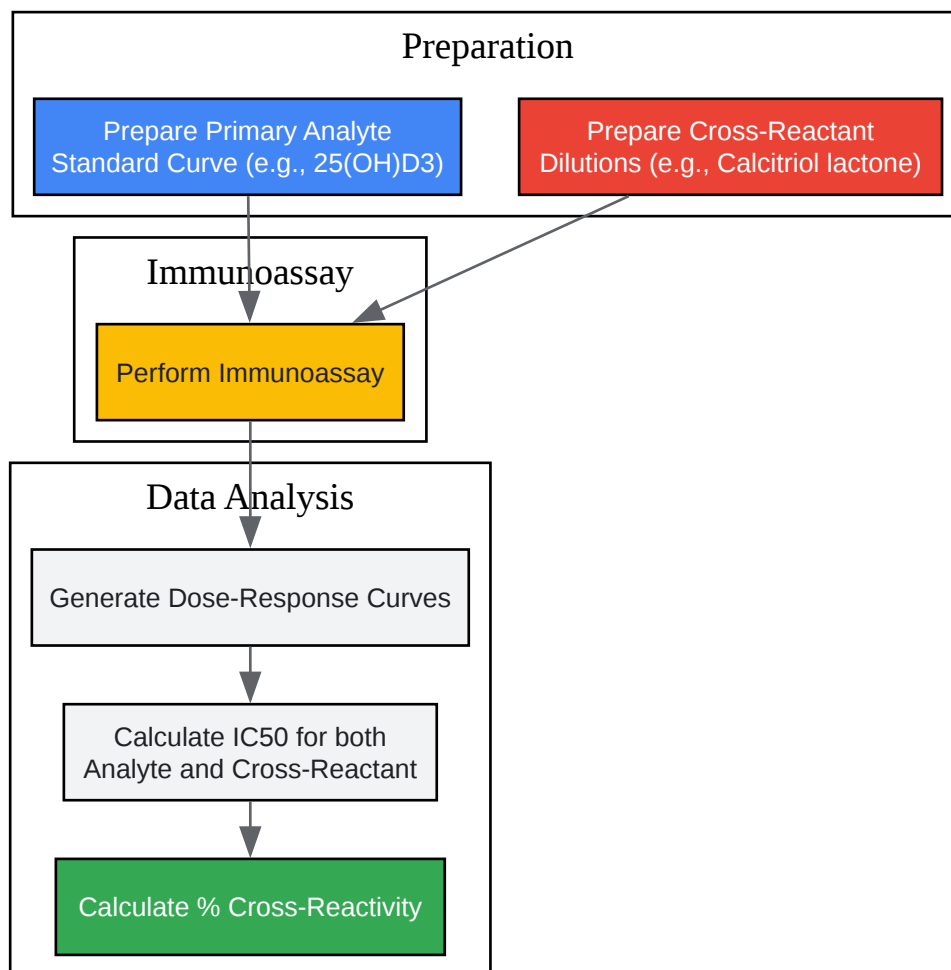 Preparation
Prepare Primary Analyte
Standard Curve (e.g., 25(OH)D3)
Prepare Cross-Reactant
Dilutions (e.g., Calcitriol lactone)
Immunoassay
Perform Immunoassay
Data Analysis
Generate Dose-Response Curves
Calculate IC50 for both
Analyte and Cross-Reactant
Calculate % Cross-Reactivity